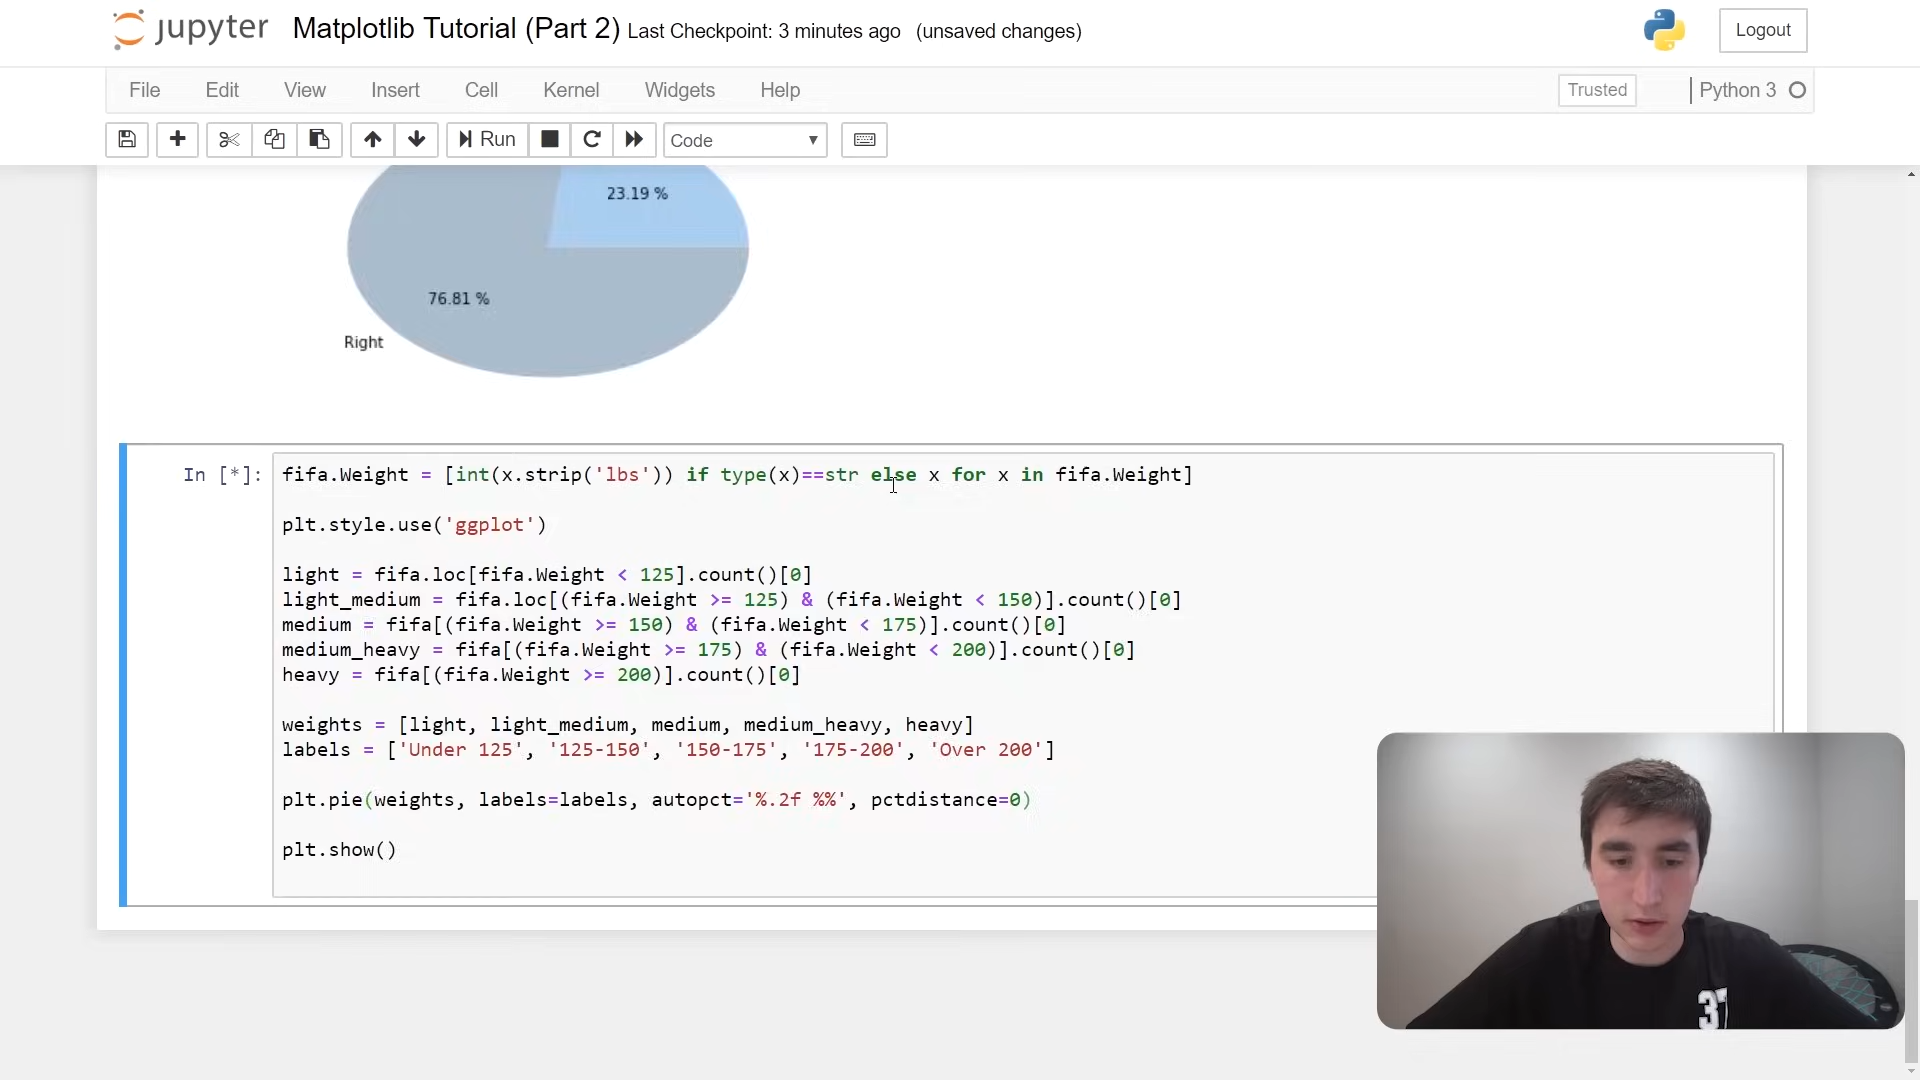 jupyter Matplotlib Tutorial (Part 2) Last Checkpoint: 3 minutes ago (unsaved changes) Logout
File Edit View Insert Cell Kernel Widgets Help Trusted Python 3
Run Code
23.19 %
76.81 %
Right
In [*]: fifa.Weight = [int(x.strip('lbs')) if type(x)==str else x for x in fifa.Weight]
plt.style.use('ggplot')
light = fifa.loc[fifa.Weight < 125].count()[0]
light_medium = fifa.loc[(fifa.Weight >= 125) & (fifa.Weight < 150)].count()[0]
medium = fifa[(fifa.Weight >= 150) & (fifa.Weight < 175)].count()[0]
medium_heavy = fifa[(fifa.Weight >= 175) & (fifa.Weight < 200)].count()[0]
heavy = fifa[(fifa.Weight >= 200)].count()[0]
weights = [light, light_medium, medium, medium_heavy, heavy]
labels = ['Under 125', '125-150', '150-175', '175-200', 'Over 200']
plt.pie(weights, labels=labels, autopct='%.2f %%', pctdistance=0)
plt.show()
37